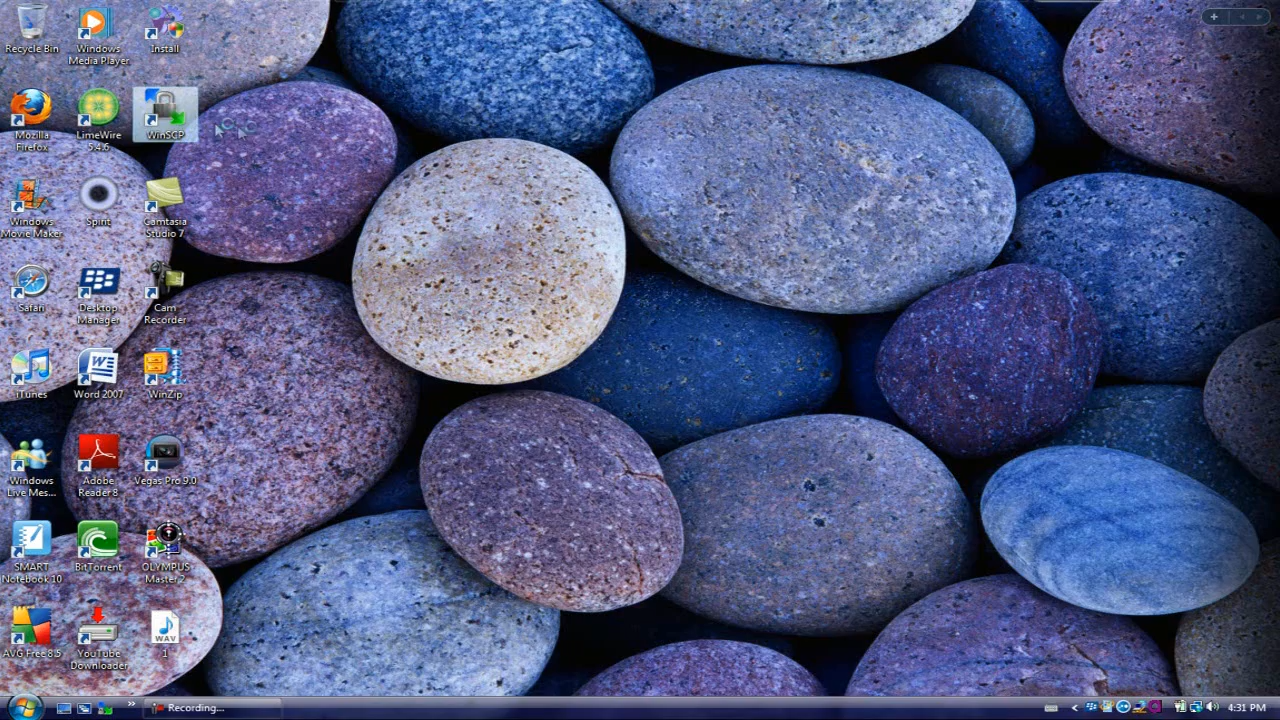 Recycle Bin
Windows
Media Player
Install
Mozilla
Firefox
LimeWire
5.4.6
WinSCP
Windows
Movie Maker
Spirit
Camtasia
Studio 7
Safari
Desktop
Manager
Cam
Recorder
iTunes
Word 2007
WinZip
Windows
Live Mes...
Adobe
Reader 8
Vegas Pro 9.0
SMART
Notebook 10
BitTorrent
OLYMPUS
Master 2
AVG Free 8.5
YouTube
Downloader
WAV
1
Recording...
4:31 PM